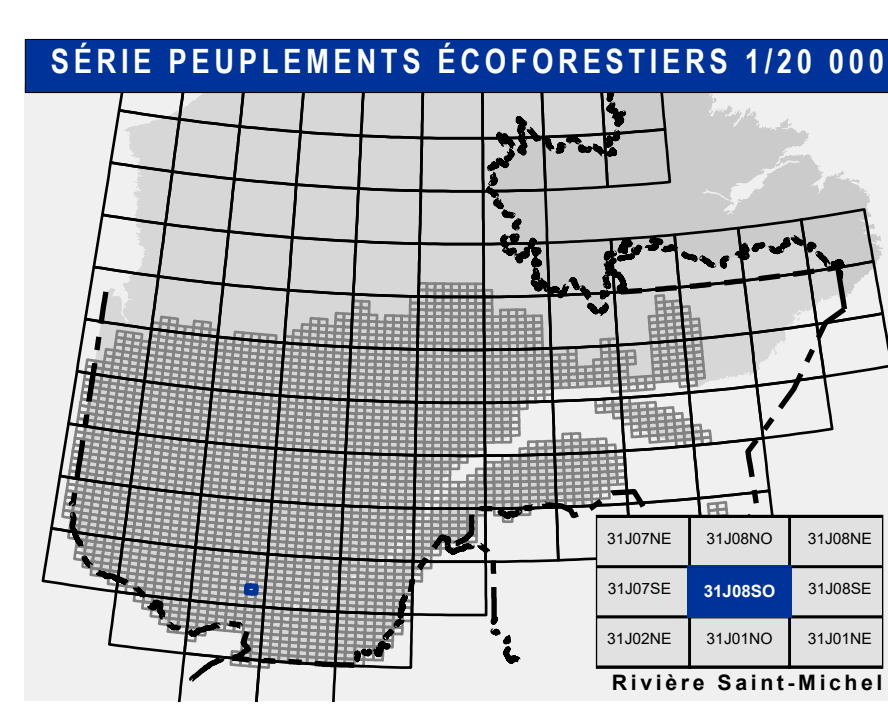 SÉRIE PEUPLEMENTS ÉCOFORESTIERS 1/20 000
31J07NE 31J08NO 31J08NE
31J07SE 31J08SO 31J08SE
31J02NE 31J01NO 31J01NE
Rivière Saint-Michel